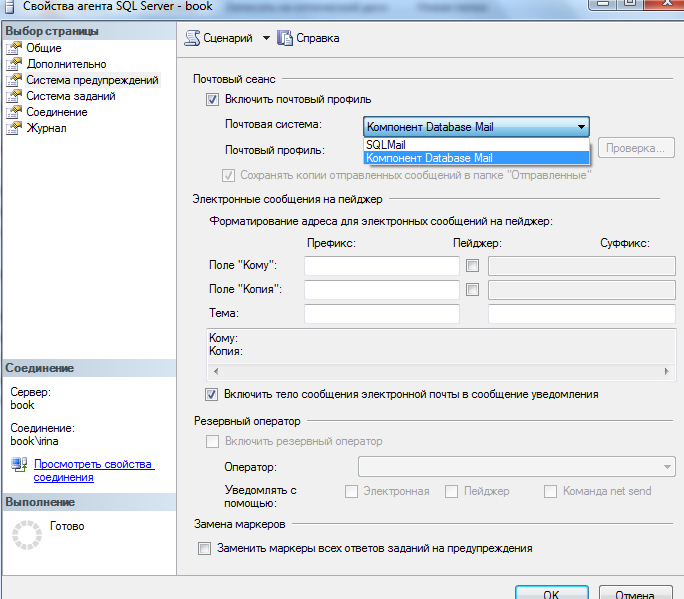 Свойства агента SQL Server - book
Выбор страницы
Общие
Дополнительно
Система предупреждений
Система заданий
Соединение
Журнал
Сценарий
Справка
Почтовый сеанс
Включить почтовый профиль
Почтовая система:
Компонент Database Mail
SQLMail
Компонент Database Mail
Почтовый профиль:
Проверка...
Сохранять копии отправленных сообщений в папке "Отправленные"
Электронные сообщения на пейджер
Форматирование адреса для электронных сообщений на пейджер:
Префикс: Пейджер: Суффикс:
Поле "Кому":
Поле "Копия":
Тема:
Кому:
Копия:
Включить тело сообщения электронной почты в сообщение уведомления
Резервный оператор
Включить резервный оператор
Оператор:
Уведомлять с
помощью:
Электронная
Пейджер
Команда net send
Замена маркеров
Заменить маркеры всех ответов заданий на предупреждения
Соединение
Сервер:
book
Соединение:
book\irina
Просмотреть свойства
соединения
Выполнение
Готово
OK
Отмена